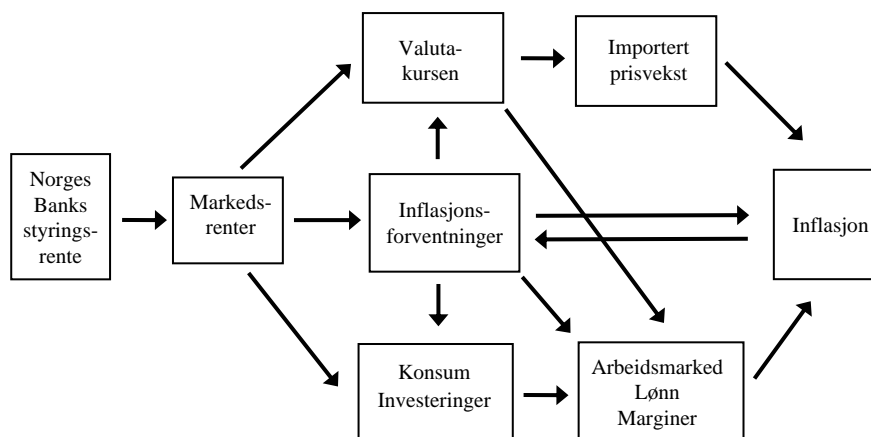 Valuta-
kursen
Importert
prisvekst
Norges
Banks
styrings-
rente
Markeds-
renter
Inflasjons-
forventninger
Inflasjon
Konsum
Investeringer
Arbeidsmarked
Lønn
Marginer